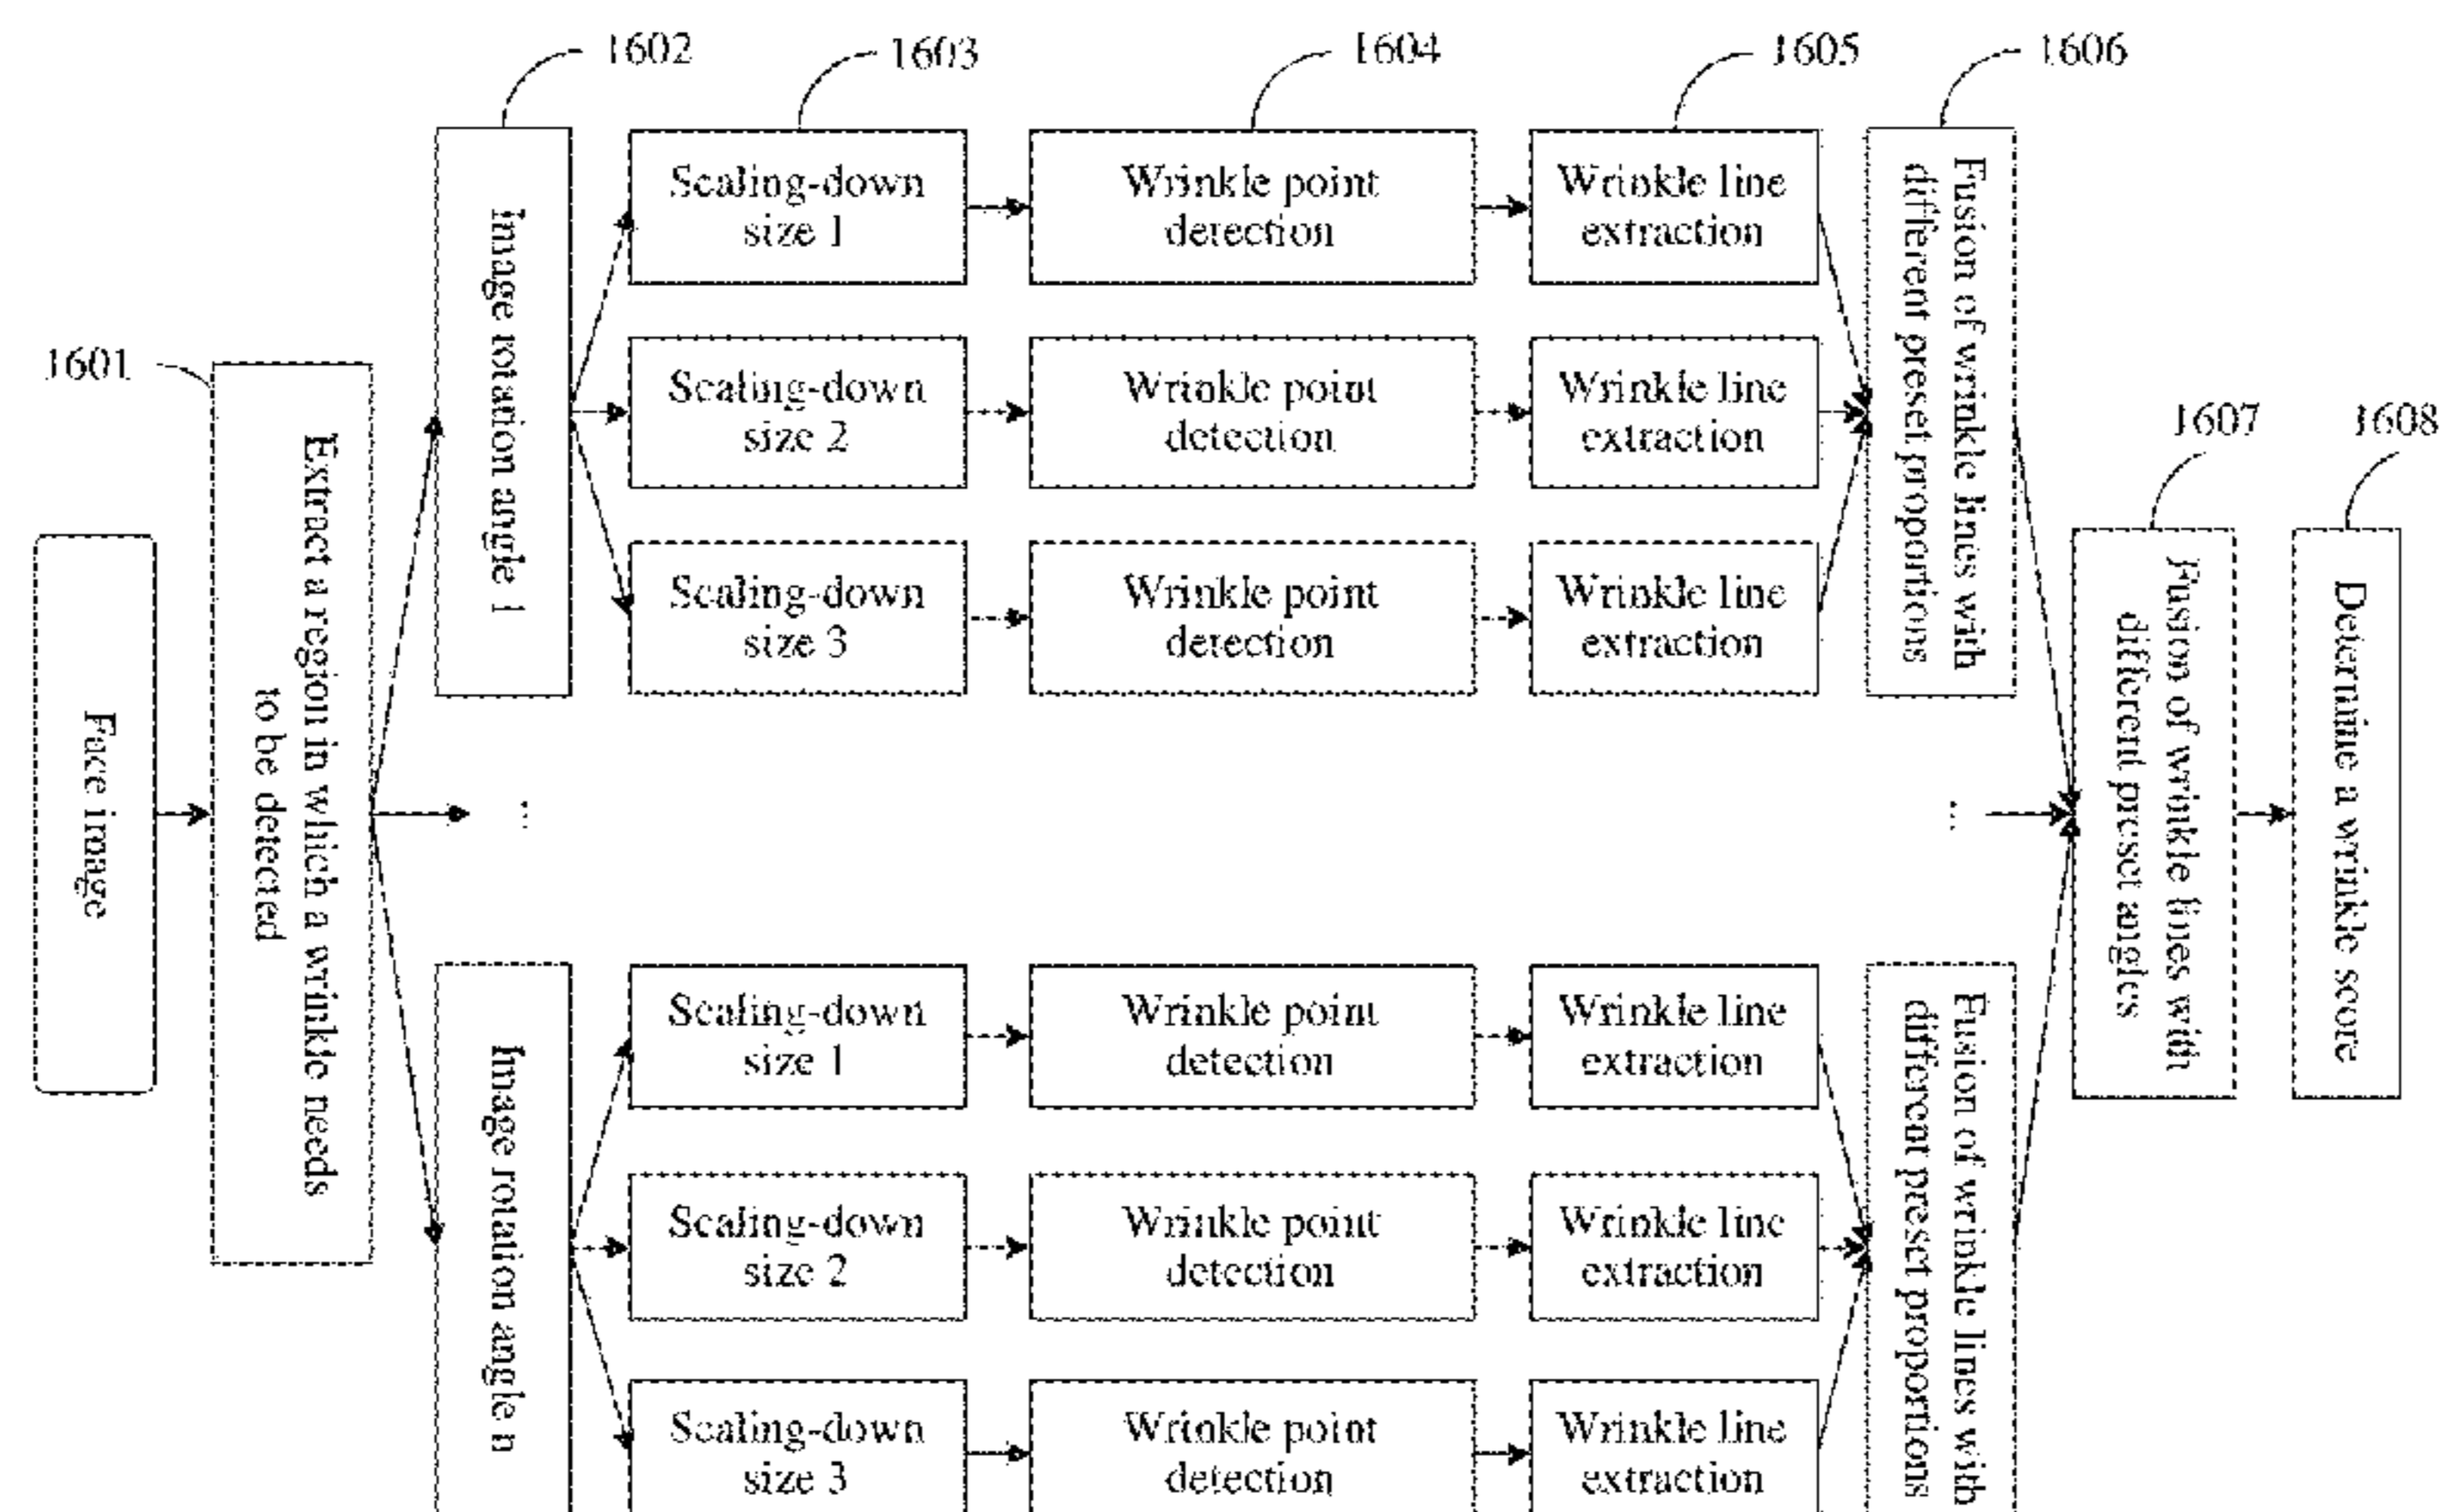 1602
1603
1604
1605
1606
1601
1607
1608
Face image
Extract a region in which a wrinkle needs
to be detected
Image rotation angle 1
Scaling-down
size 1
Wrinkle point
detection
Wrinkle line
extraction
Scaling-down
size 2
Wrinkle point
detection
Wrinkle line
extraction
Scaling-down
size 3
Wrinkle point
detection
Wrinkle line
extraction
Fusion of wrinkle lines with
different preset proportions
...
...
Image rotation angle n
Scaling-down
size 1
Wrinkle point
detection
Wrinkle line
extraction
Scaling-down
size 2
Wrinkle point
detection
Wrinkle line
extraction
Scaling-down
size 3
Wrinkle point
detection
Wrinkle line
extraction
Fusion of wrinkle lines with
different preset proportions
Fusion of wrinkle lines with
different preset angles
Determine a wrinkle score